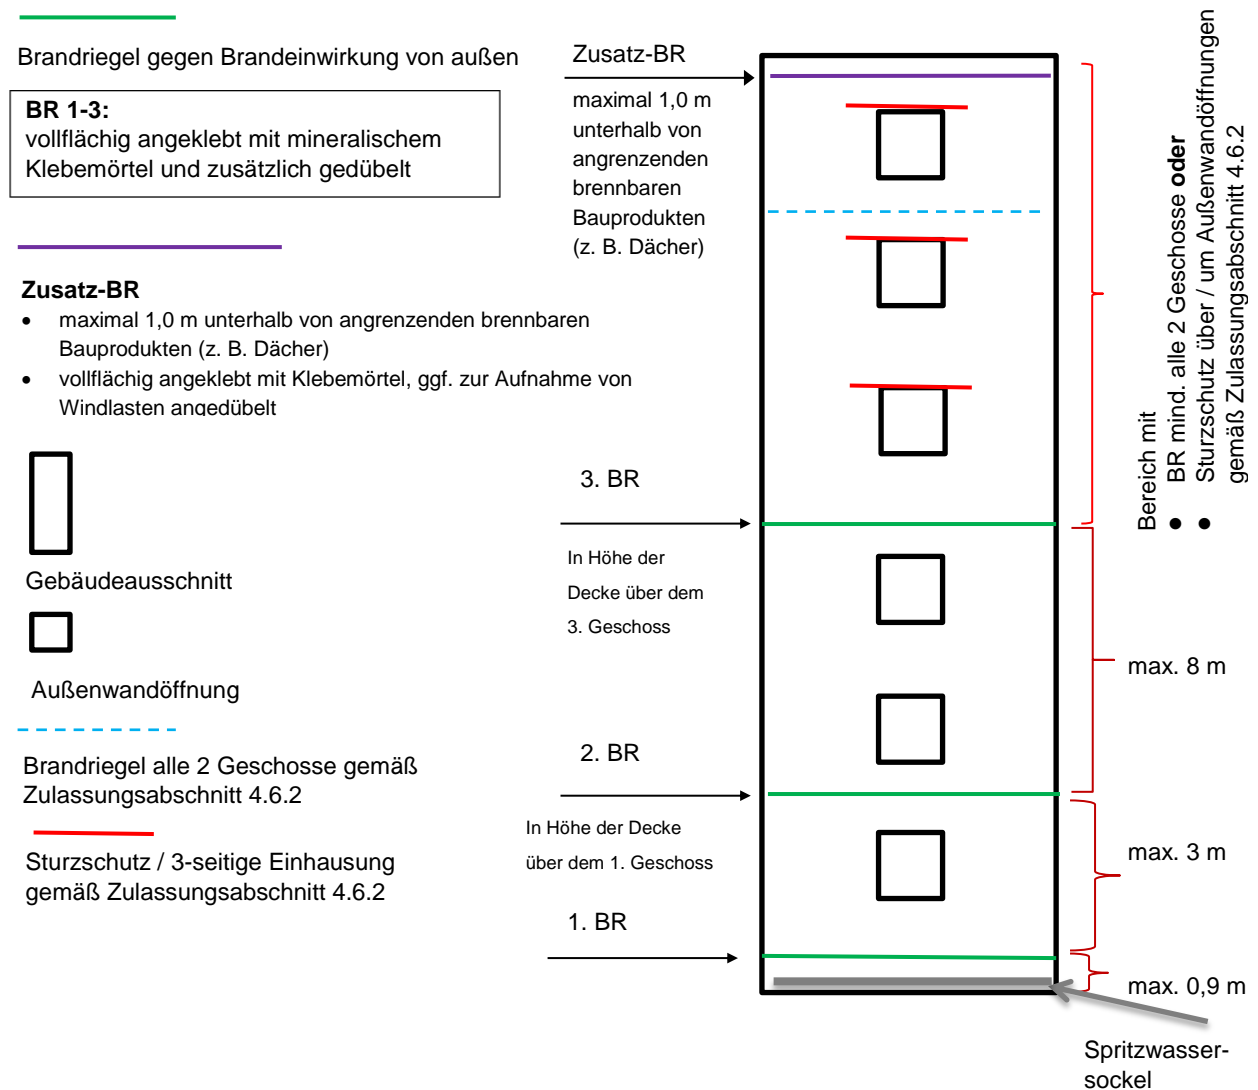 Brandriegel gegen Brandeinwirkung von außen
BR 1-3:
vollflächig angeklebt mit mineralischem
Klebemörtel und zusätzlich gedübelt
Zusatz-BR
• maximal 1,0 m unterhalb von angrenzenden brennbaren
Bauprodukten (z. B. Dächer)
• vollflächig angeklebt mit Klebemörtel, ggf. zur Aufnahme von
Windlasten angedübelt
Gebäudeausschnitt
Außenwandöffnung
Brandriegel alle 2 Geschosse gemäß
Zulassungsabschnitt 4.6.2
Sturzschutz / 3-seitige Einhausung
gemäß Zulassungsabschnitt 4.6.2
Zusatz-BR
maximal 1,0 m
unterhalb von
angrenzenden
brennbaren
Bauprodukten
(z. B. Dächer)
3. BR
In Höhe der
Decke über dem
3. Geschoss
2. BR
In Höhe der Decke
über dem 1. Geschoss
1. BR
Bereich mit
● BR mind. alle 2 Geschosse oder
● Sturzschutz über / um Außenwandöffnungen
gemäß Zulassungsabschnitt 4.6.2
max. 8 m
max. 3 m
max. 0,9 m
Spritzwasser-
sockel